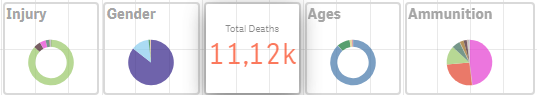 Injury
Gender
Total Deaths
11,12k
Ages
Ammunition